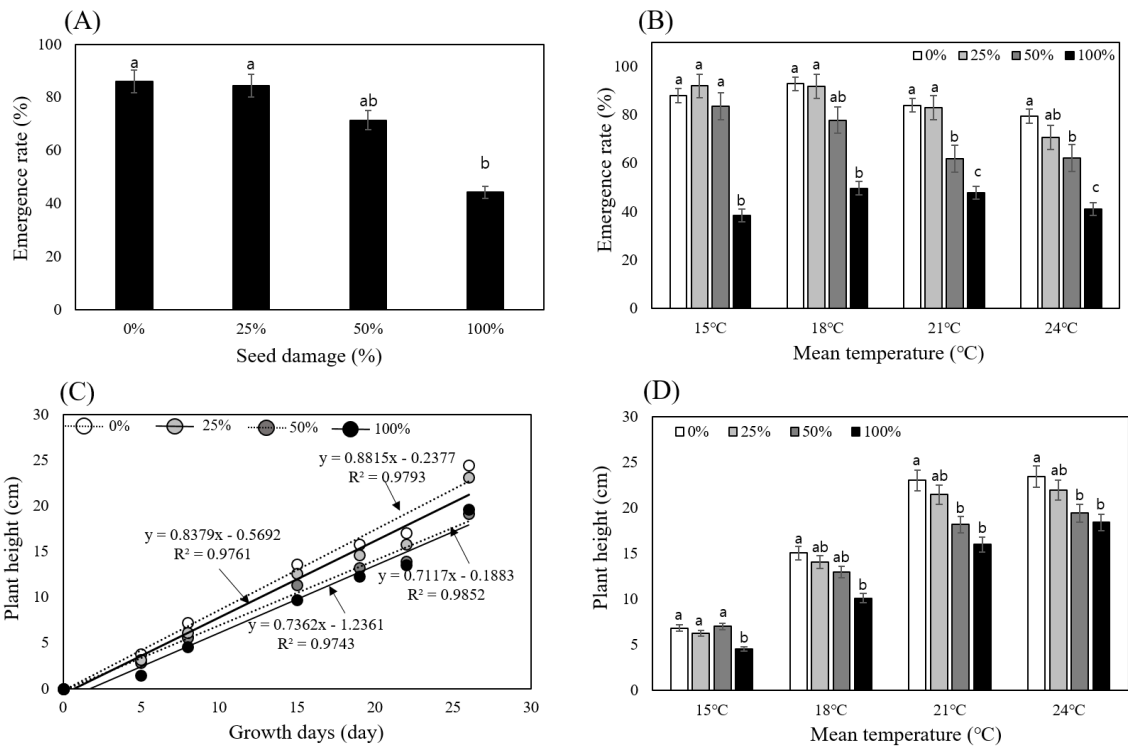 (A)
100
80
60
40
20
0
Emergence rate (%)
a
a
ab
b
0%
25%
50%
100%
Seed damage (%)
(B)
0% 25% 50% 100%
100
80
60
40
20
0
Emergence rate (%)
a a a b
a a ab b
a a b c
a ab b c
15℃
18℃
21℃
24℃
Mean temperature (℃)
(C)
30
25
20
15
10
5
0
Plant height (cm)
0% 25% 50% 100%
y = 0.8815x - 0.2377
R² = 0.9793
y = 0.8379x - 0.5692
R² = 0.9761
y = 0.7117x - 0.1883
R² = 0.9852
y = 0.7362x - 1.2361
R² = 0.9743
0 5 10 15 20 25 30
Growth days (day)
(D)
30
25
20
15
10
5
0
Plant height (cm)
0% 25% 50% 100%
a a a b
a ab ab b
a ab b b
a ab b b
15℃
18℃
21℃
24℃
Mean temperature (℃)